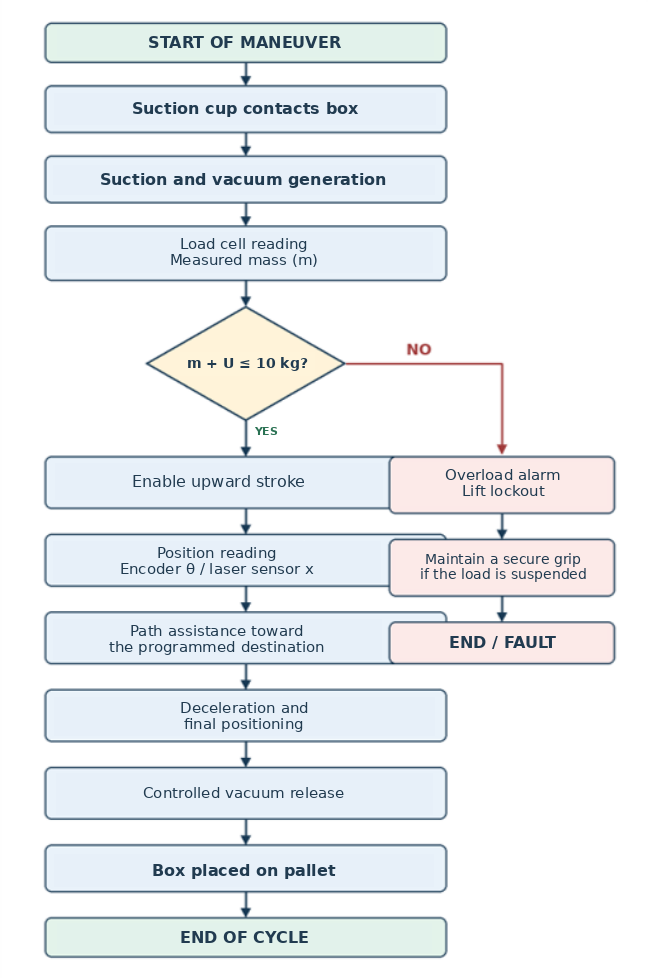 START OF MANEUVER
Suction cup contacts box
Suction and vacuum generation
Load cell reading
Measured mass (m)
m + U ≤ 10 kg?
NO
YES
Enable upward stroke
Overload alarm
Lift lockout
Position reading
Encoder θ / laser sensor x
Maintain a secure grip
if the load is suspended
Path assistance toward
the programmed destination
END / FAULT
Deceleration and
final positioning
Controlled vacuum release
Box placed on pallet
END OF CYCLE